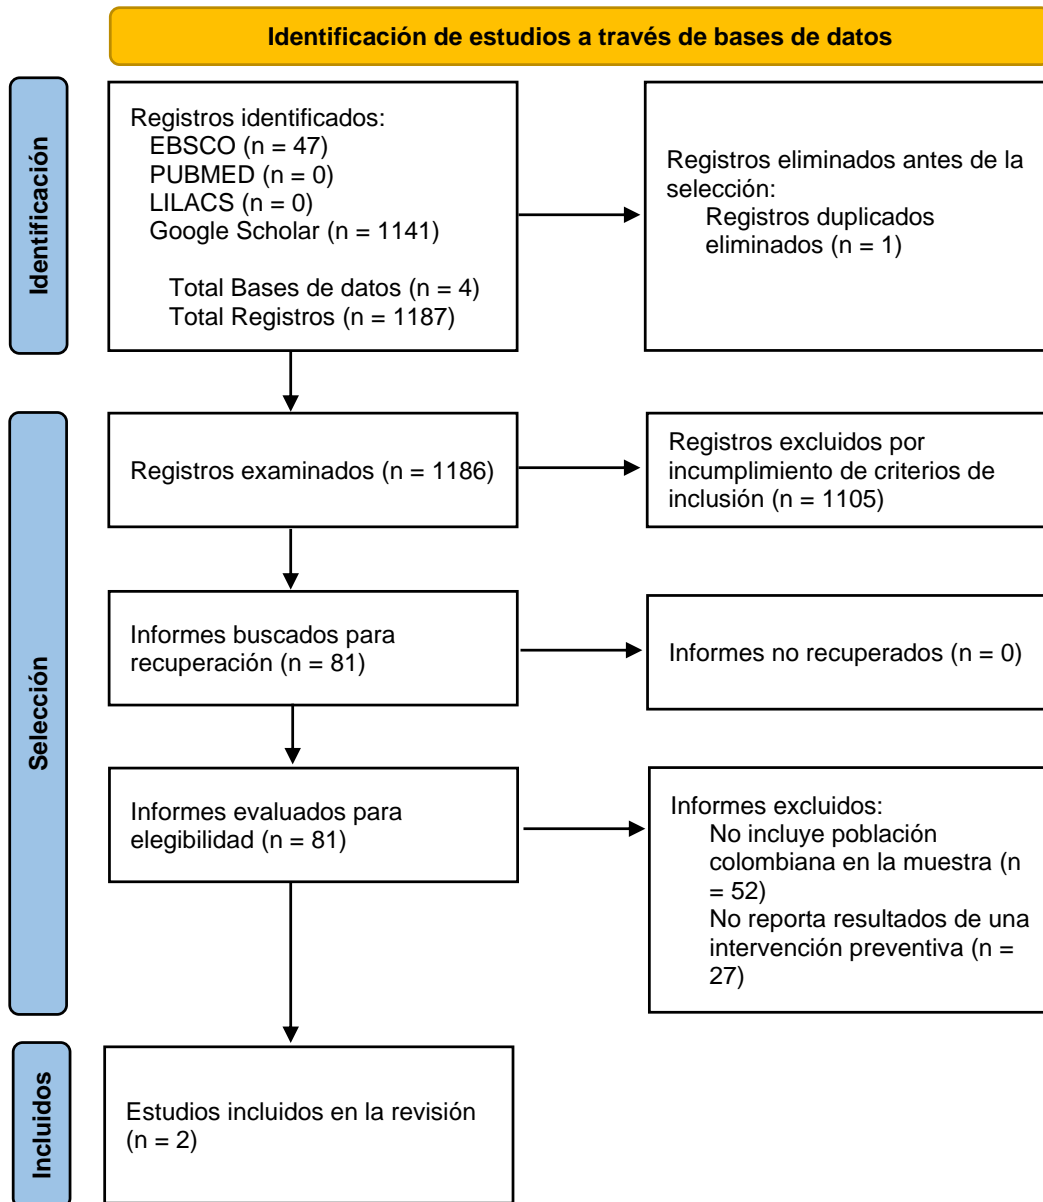 Identificación de estudios a través de bases de datos
Identificación
Registros identificados:
EBSCO (n = 47)
PUBMED (n = 0)
LILACS (n = 0)
Google Scholar (n = 1141)
Total Bases de datos (n = 4)
Total Registros (n = 1187)
Registros eliminados antes de la
selección:
Registros duplicados
eliminados (n = 1)
Selección
Registros examinados (n = 1186)
Registros excluidos por
incumplimiento de criterios de
inclusión (n = 1105)
Informes buscados para
recuperación (n = 81)
Informes no recuperados (n = 0)
Informes evaluados para
elegibilidad (n = 81)
Informes excluidos:
No incluye población
colombiana en la muestra (n
= 52)
No reporta resultados de una
intervención preventiva (n =
27)
Incluidos
Estudios incluidos en la revisión
(n = 2)